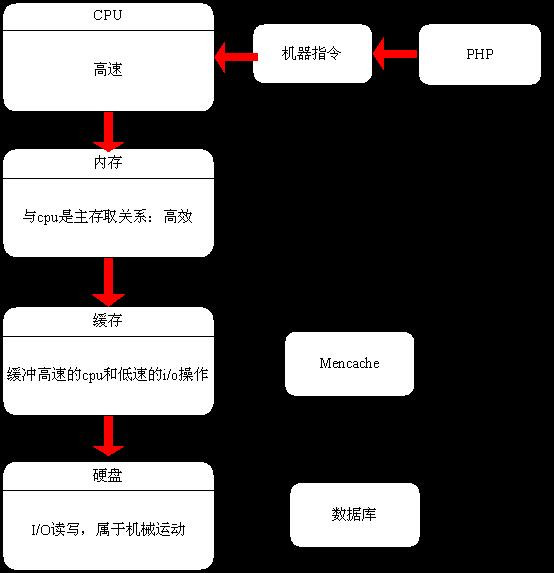 CPU
高速
机器指令
PHP
内存
与cpu是主存取关系：高效
缓存
缓冲高速的cpu和低速的i/o操作
Mencache
硬盘
I/O读写，属于机械运动
数据库